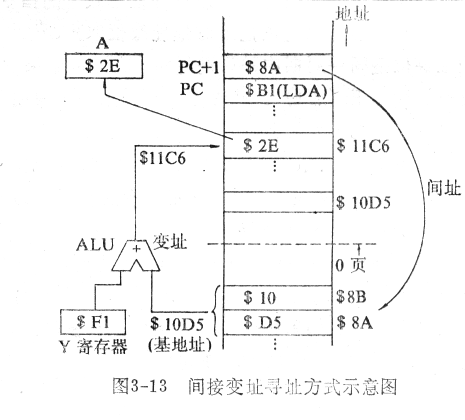 地址
A
$ 2E
PC+1
$ 8A
PC
$B1(LDA)
⋮
$11C6
$ 2E
$ 11C6
⋮
间址
$ 10D5
ALU
+
变址
0 页
$ 10
$8B
$ F1
$ 10D5
$ D5
$ 8A
Y 寄存器
(基地址)
⋮
图3-13 间接变址寻址方式示意图